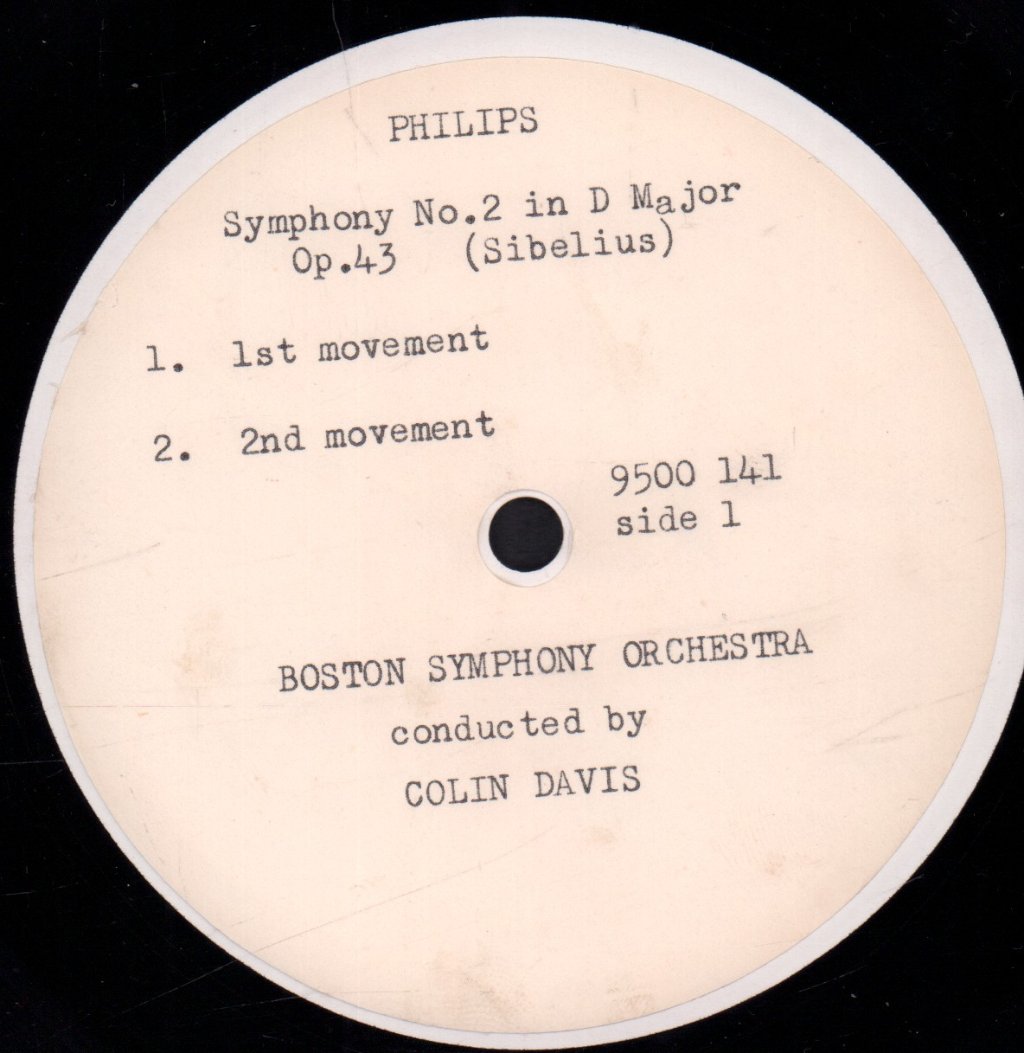 PHILIPS
Symphony No.2 in D Major
Op.43 (Sibelius)
1. 1st movement
2. 2nd movement
9500 141
side 1
BOSTON SYMPHONY ORCHESTRA
conducted by
COLIN DAVIS